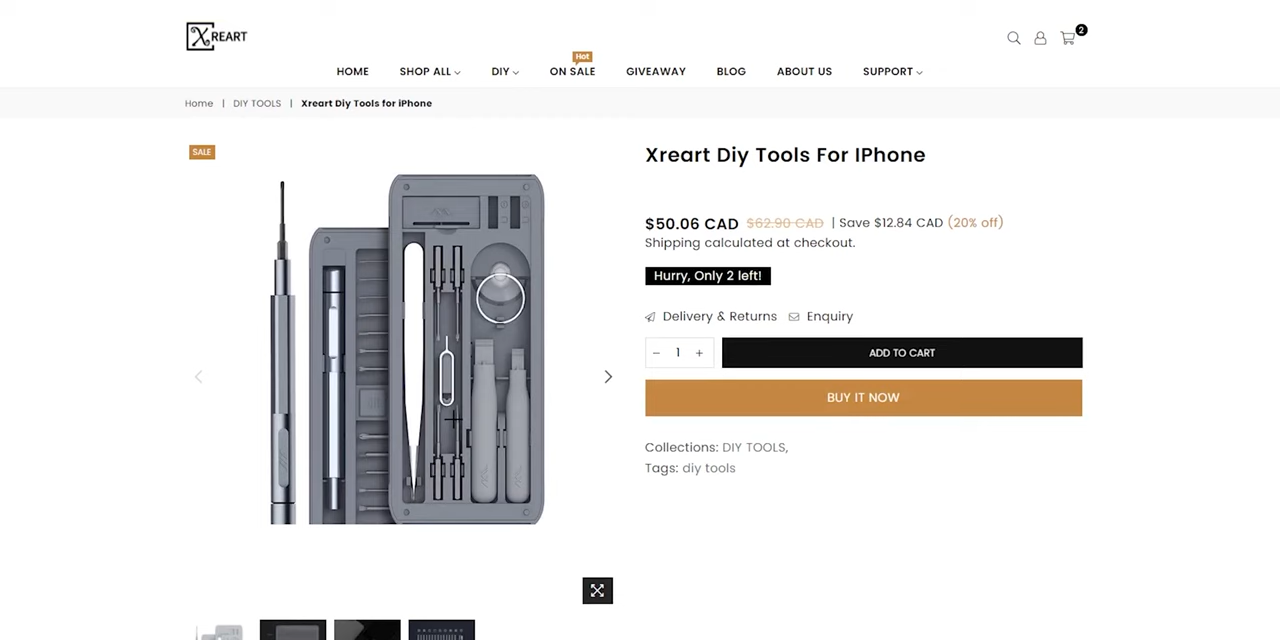 XREART
2
Hot
HOME SHOP ALL DIY ON SALE GIVEAWAY BLOG ABOUT US SUPPORT
Home | DIY TOOLS | Xreart Diy Tools for iPhone
SALE
Xreart Diy Tools For IPhone
$50.06 CAD $62.90 CAD | Save $12.84 CAD (20% off)
Shipping calculated at checkout.
Hurry, Only 2 left!
Delivery & Returns Enquiry
− 1 + ADD TO CART
BUY IT NOW
Collections: DIY TOOLS,
Tags: diy tools